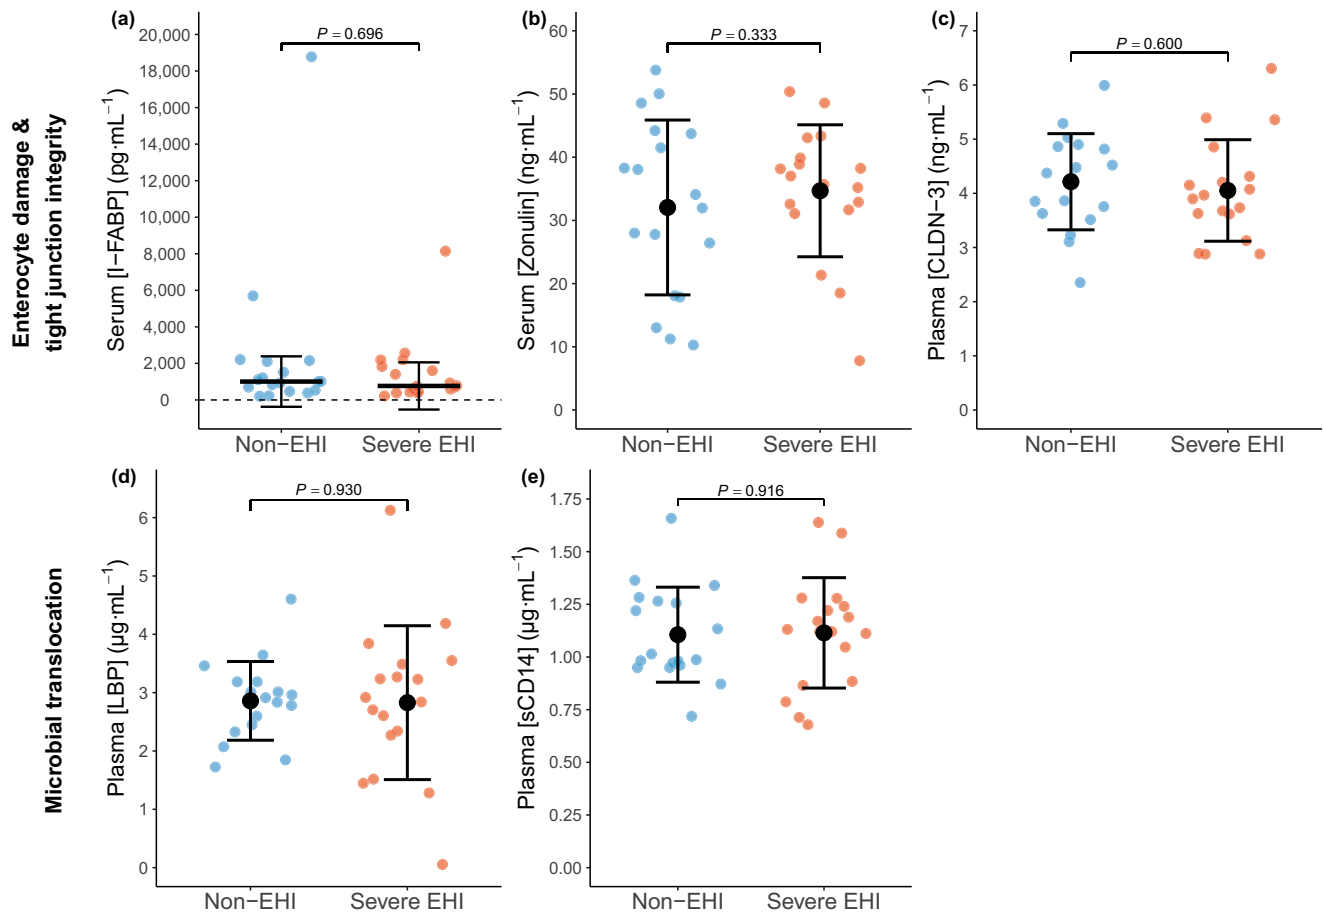 Enterocyte damage &
tight junction integrity
(a)
Serum [I−FABP] (pg·mL⁻¹)
20,000
18,000
16,000
14,000
12,000
10,000
8,000
6,000
4,000
2,000
0
P = 0.696
Non−EHI
Severe EHI
(b)
Serum [Zonulin] (ng·mL⁻¹)
60
50
40
30
20
10
0
P = 0.333
Non−EHI
Severe EHI
(c)
Plasma [CLDN−3] (ng·mL⁻¹)
7
6
5
4
3
2
1
0
P = 0.600
Non−EHI
Severe EHI
Microbial translocation
(d)
Plasma [LBP] (µg·mL⁻¹)
6
5
4
3
2
1
0
P = 0.930
Non−EHI
Severe EHI
(e)
Plasma [sCD14] (µg·mL⁻¹)
1.75
1.50
1.25
1.00
0.75
0.50
0.25
0.00
P = 0.916
Non−EHI
Severe EHI